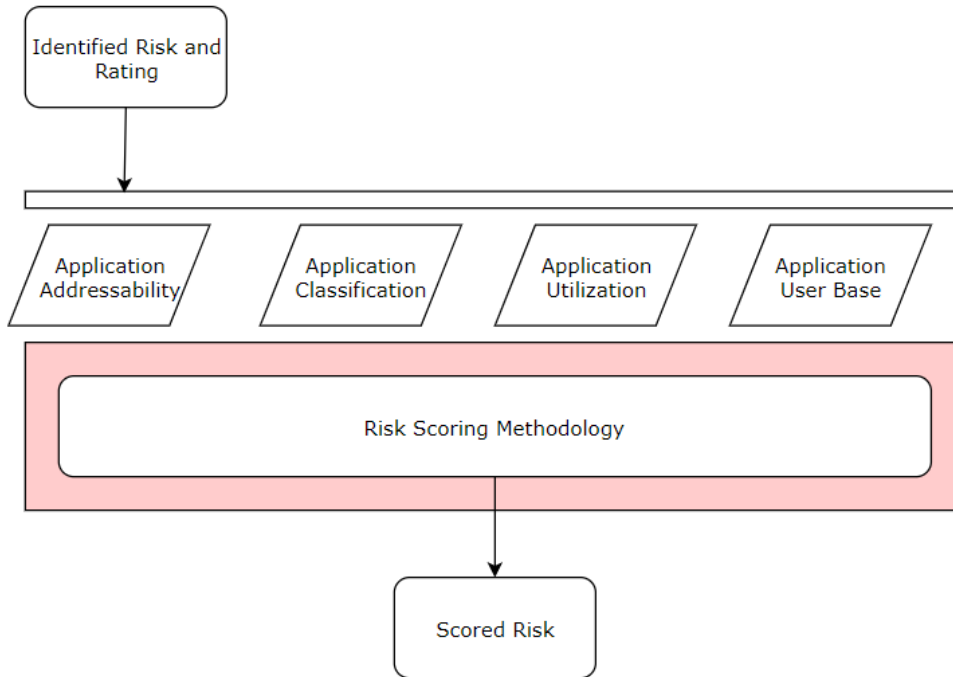 Identified Risk and
Rating
Application
Addressability
Application
Classification
Application
Utilization
Application
User Base
Risk Scoring Methodology
Scored Risk